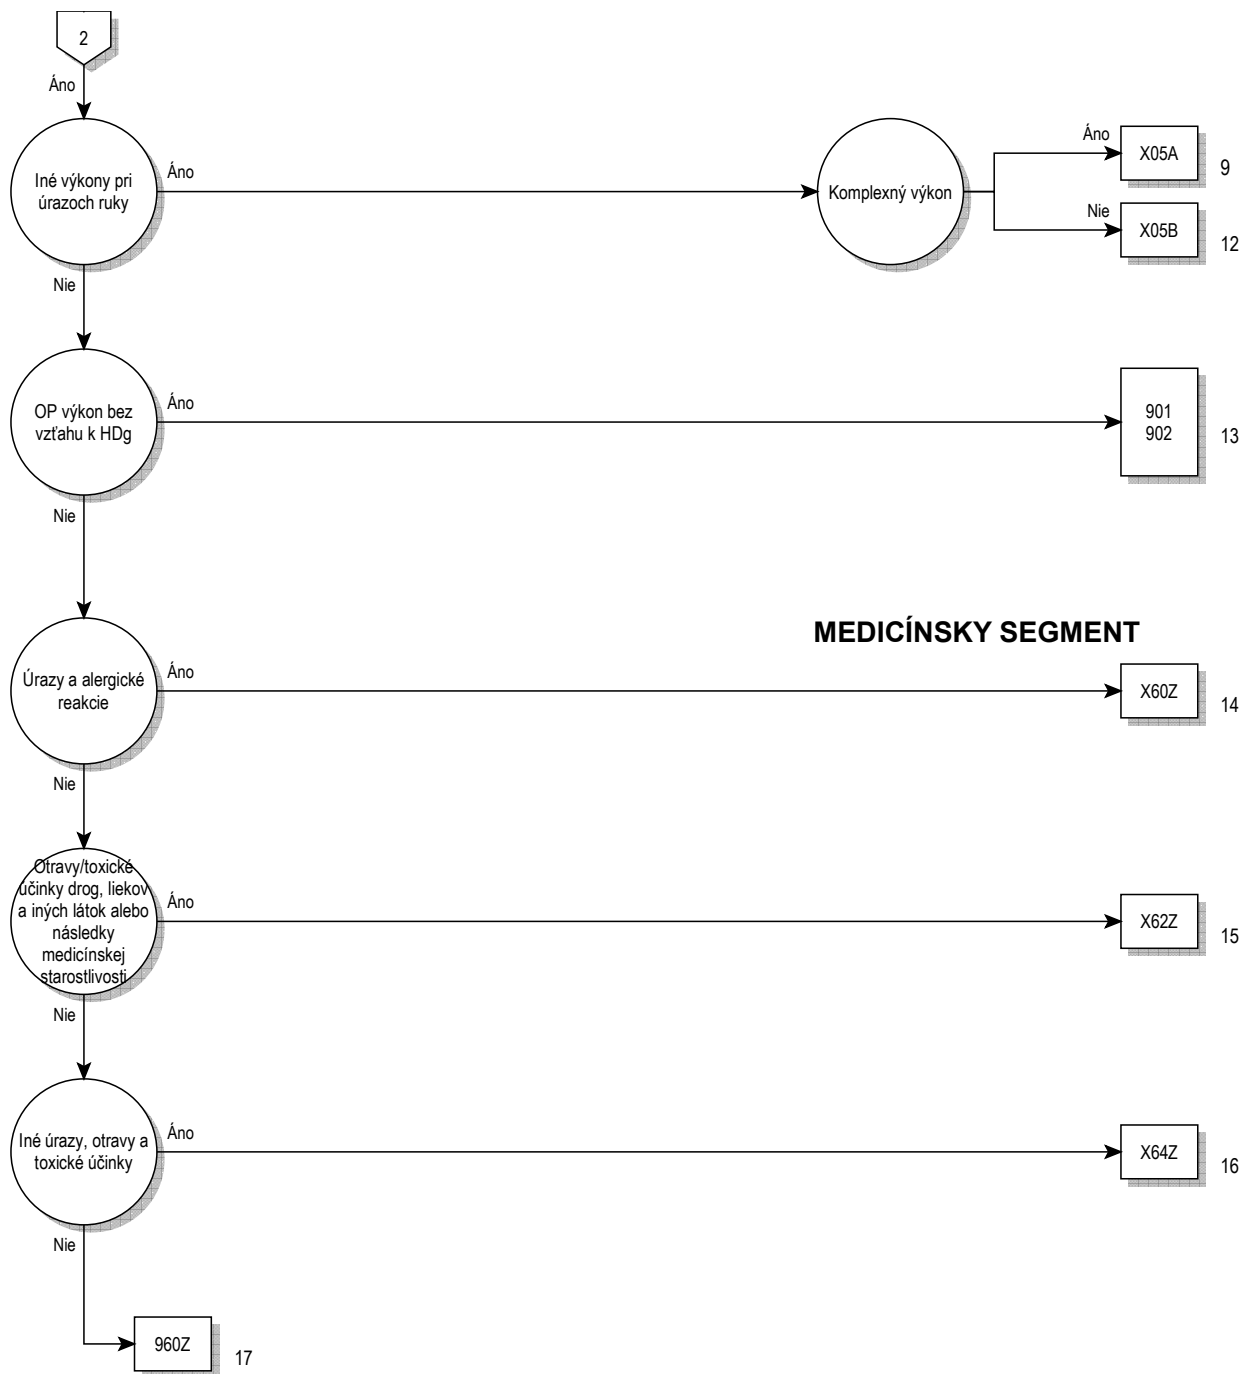 2
Áno
Iné výkony pri
úrazoch ruky
Áno
Komplexný výkon
Áno
X05A
9
Nie
X05B
12
Nie
OP výkon bez
vzťahu k HDg
Áno
901
902
13
Nie
MEDICÍNSKY SEGMENT
Úrazy a alergické
reakcie
Áno
X60Z
14
Nie
Otravy/toxické
účinky drog, liekov
a iných látok alebo
následky
medicínskej
starostlivosti
Áno
X62Z
15
Nie
Iné úrazy, otravy a
toxické účinky
Áno
X64Z
16
Nie
960Z
17